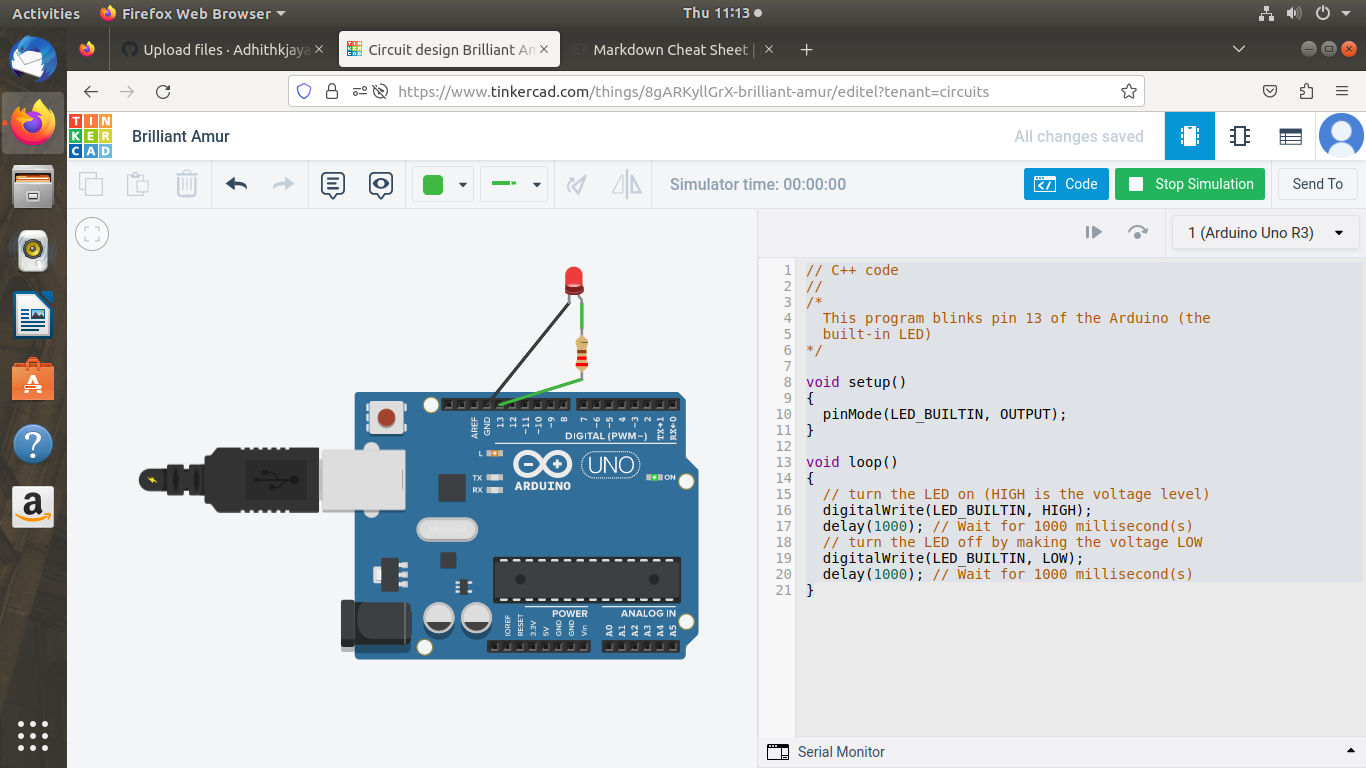 Activities
Firefox Web Browser
Thu 11:13
Upload files · Adhithkjaya
Circuit design Brilliant Am
Markdown Cheat Sheet |
https://www.tinkercad.com/things/8gARKyllGrX-brilliant-amur/editel?tenant=circuits
TIN
KER
CAD
Brilliant Amur
All changes saved
Simulator time: 00:00:00
Code
Stop Simulation
Send To
1 (Arduino Uno R3)
AREF
GND
13
12
~11
~10
~9
8
7
~6
~5
4
~3
2
TX→1
RX←0
DIGITAL (PWM~)
L
TX
RX
ARDUINO
UNO
ON
POWER
ANALOG IN
IOREF
RESET
3.3V
5V
GND
GND
Vin
A0
A1
A2
A3
A4
A5
1 // C++ code
2 //
3 /*
4 This program blinks pin 13 of the Arduino (the
5 built-in LED)
6 */
7
8 void setup()
9 {
10 pinMode(LED_BUILTIN, OUTPUT);
11 }
12
13 void loop()
14 {
15 // turn the LED on (HIGH is the voltage level)
16 digitalWrite(LED_BUILTIN, HIGH);
17 delay(1000); // Wait for 1000 millisecond(s)
18 // turn the LED off by making the voltage LOW
19 digitalWrite(LED_BUILTIN, LOW);
20 delay(1000); // Wait for 1000 millisecond(s)
21 }
Serial Monitor